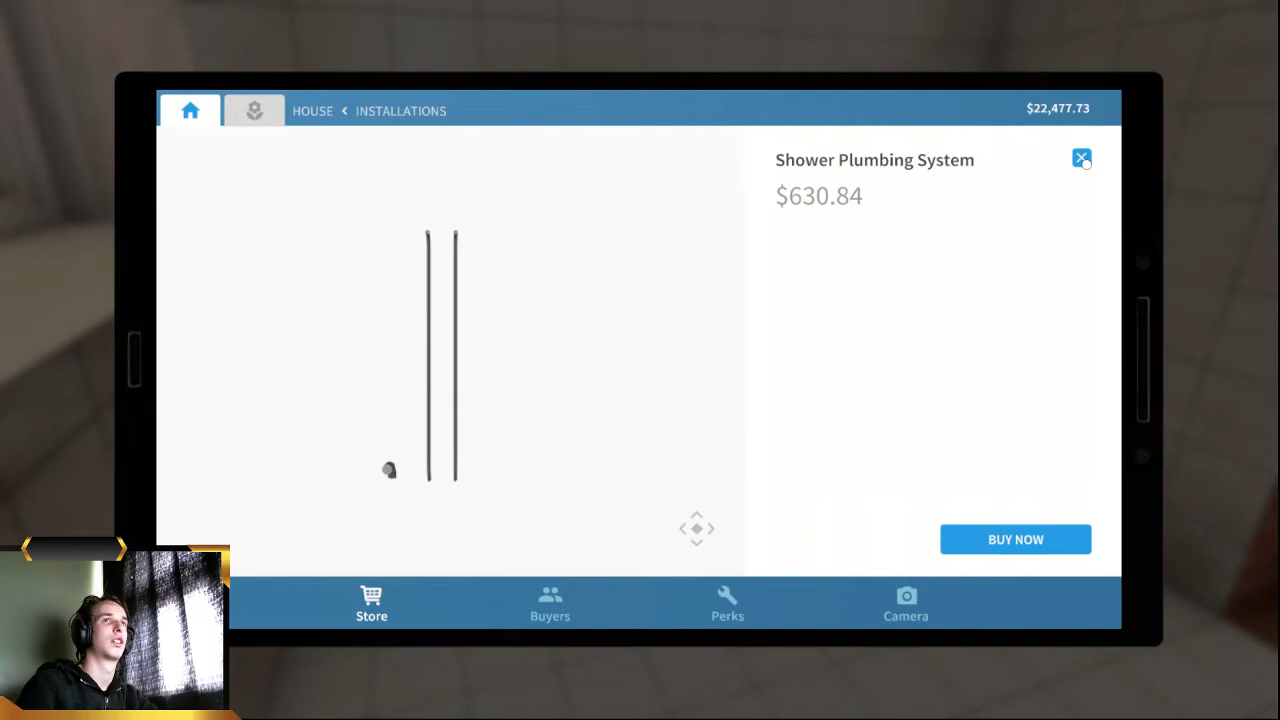 HOUSE < INSTALLATIONS
$22,477.73
Shower Plumbing System
$630.84
BUY NOW
Store
Buyers
Perks
Camera